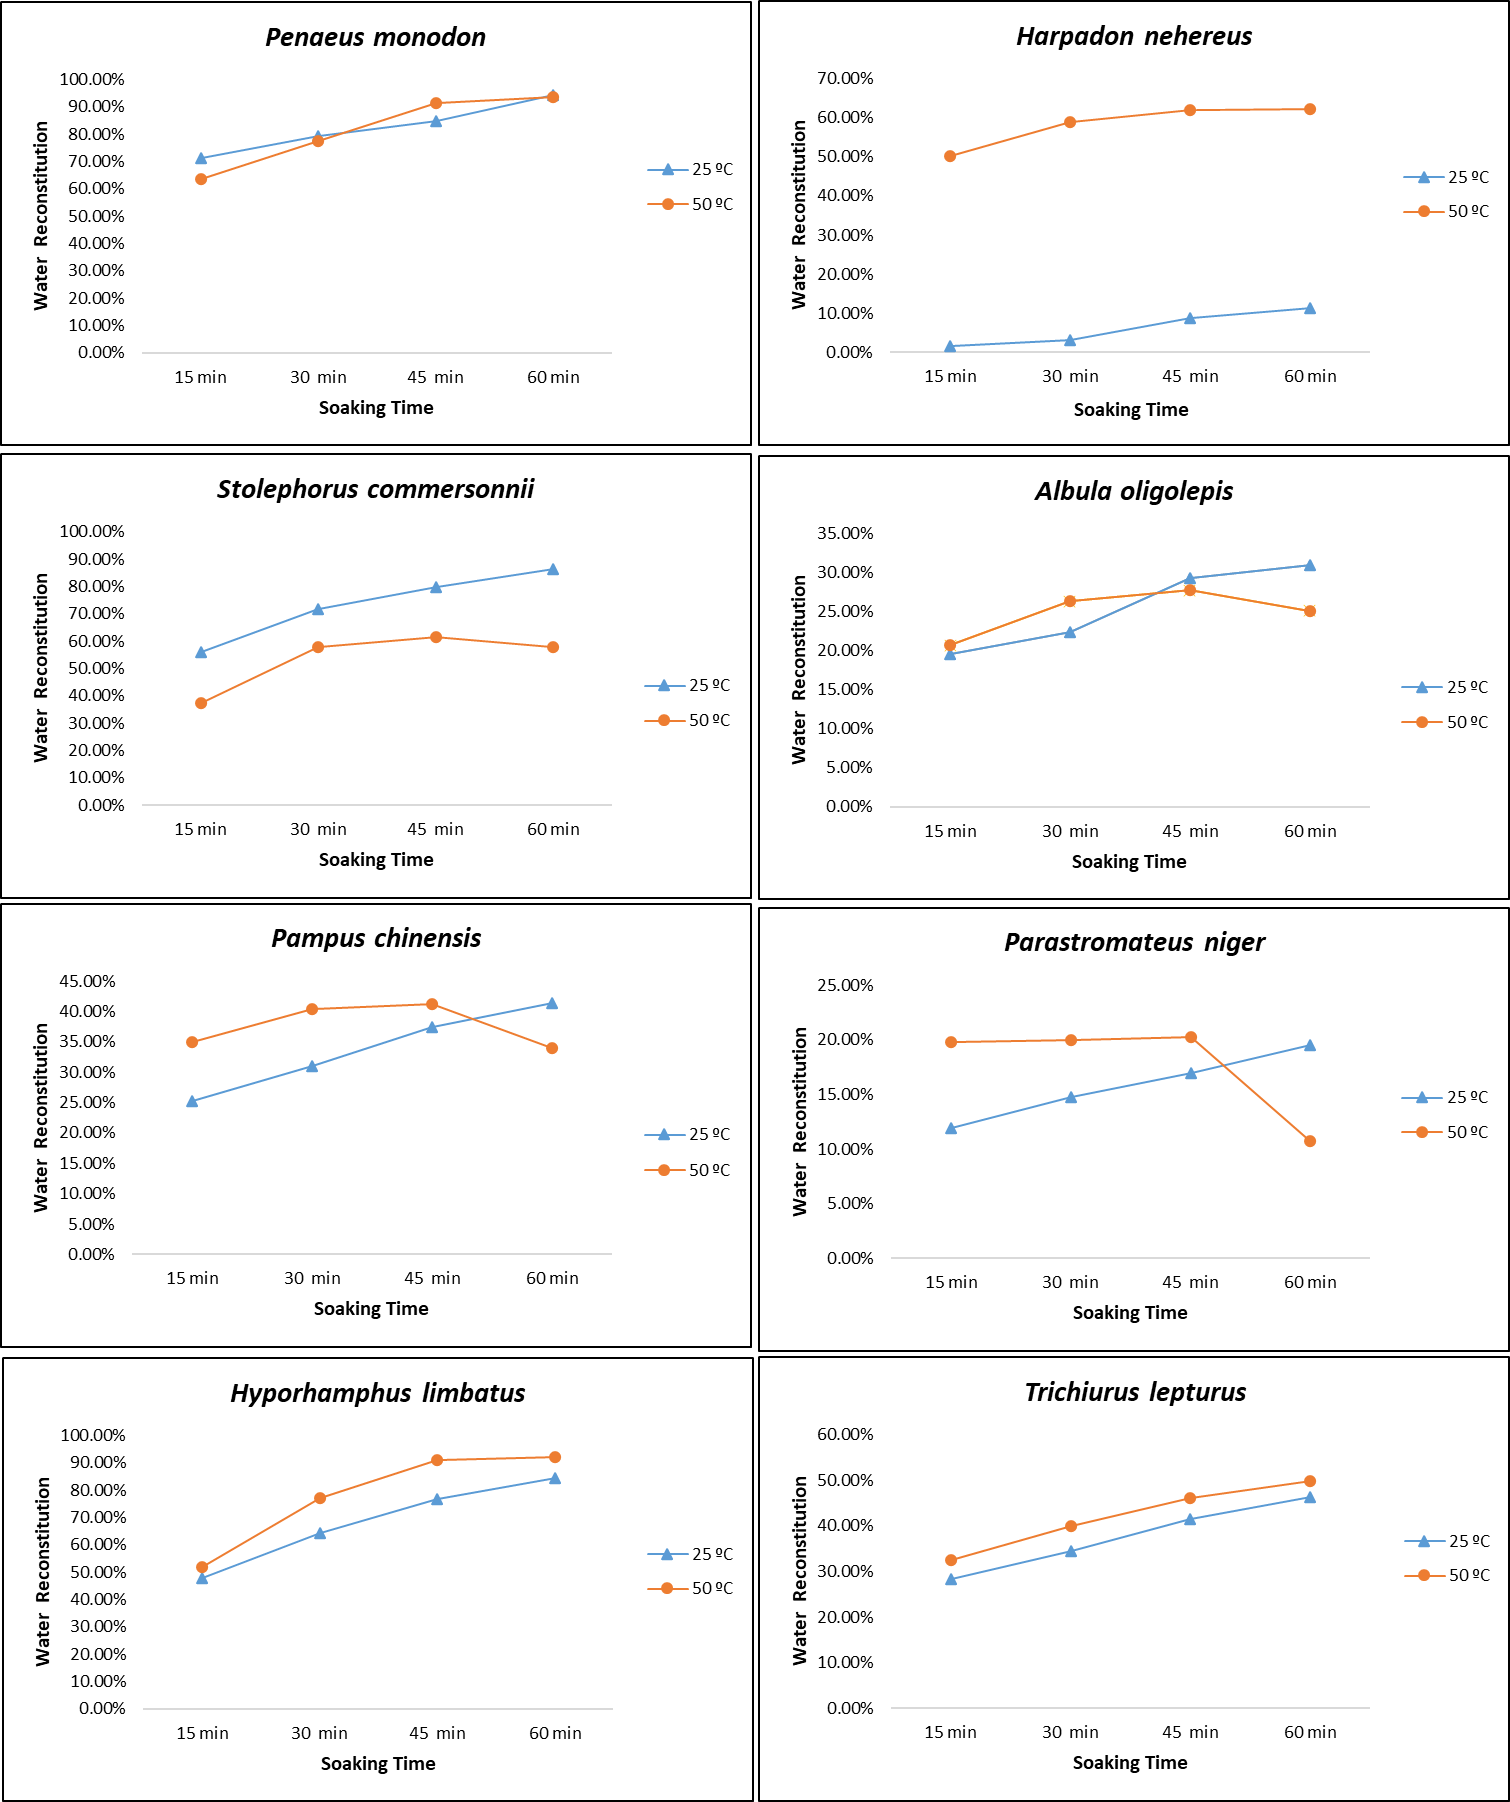 Penaeus monodon
100.00%
90.00%
80.00%
70.00%
60.00%
50.00%
40.00%
30.00%
20.00%
10.00%
0.00%
Water Reconstitution
15 min 30 min 45 min 60 min
Soaking Time
25 ºC
50 ºC
Harpadon nehereus
70.00%
60.00%
50.00%
40.00%
30.00%
20.00%
10.00%
0.00%
Water Reconstitution
15 min 30 min 45 min 60 min
Soaking Time
25 ºC
50 ºC
Stolephorus commersonnii
100.00%
90.00%
80.00%
70.00%
60.00%
50.00%
40.00%
30.00%
20.00%
10.00%
0.00%
Water Reconstitution
15 min 30 min 45 min 60 min
Soaking Time
25 ºC
50 ºC
Albula oligolepis
35.00%
30.00%
25.00%
20.00%
15.00%
10.00%
5.00%
0.00%
Water Reconstitution
15 min 30 min 45 min 60 min
Soaking Time
25 ºC
50 ºC
Pampus chinensis
45.00%
40.00%
35.00%
30.00%
25.00%
20.00%
15.00%
10.00%
5.00%
0.00%
Water Reconstitution
15 min 30 min 45 min 60 min
Soaking Time
25 ºC
50 ºC
Parastromateus niger
25.00%
20.00%
15.00%
10.00%
5.00%
0.00%
Water Reconstitution
15 min 30 min 45 min 60 min
Soaking Time
25 ºC
50 ºC
Hyporhamphus limbatus
100.00%
90.00%
80.00%
70.00%
60.00%
50.00%
40.00%
30.00%
20.00%
10.00%
0.00%
Water Reconstitution
15 min 30 min 45 min 60 min
Soaking Time
25 ºC
50 ºC
Trichiurus lepturus
60.00%
50.00%
40.00%
30.00%
20.00%
10.00%
0.00%
Water Reconstitution
15 min 30 min 45 min 60 min
Soaking Time
25 ºC
50 ºC